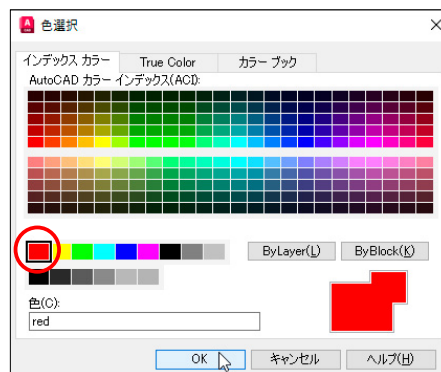 色選択
インデックス カラー
True Color
カラー ブック
AutoCAD カラー インデックス(ACI):
ByLayer(L)
ByBlock(K)
色(C):
red
OK
キャンセル
ヘルプ(H)